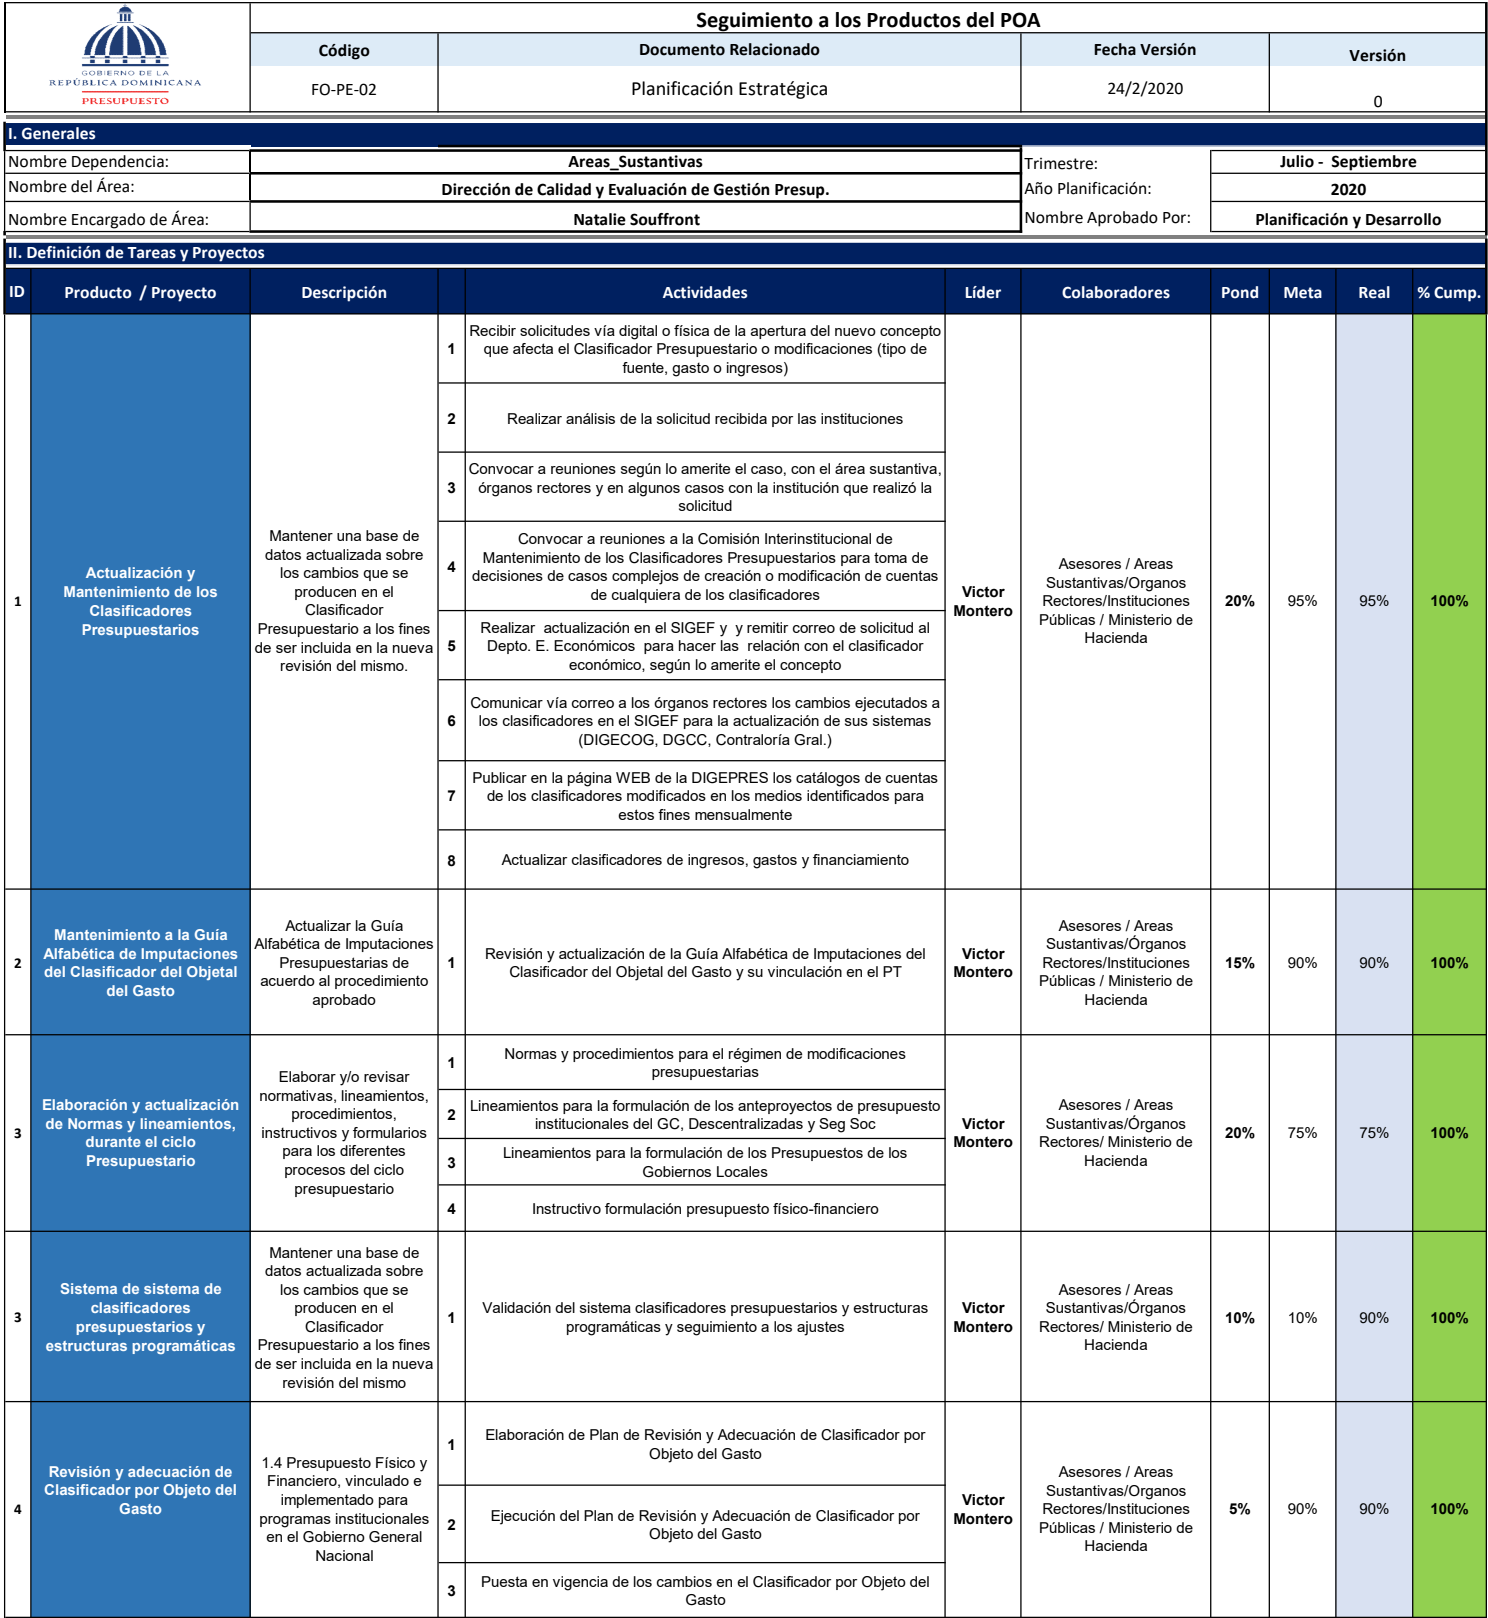 GOBIERNO DE LA
REPÚBLICA DOMINICANA
PRESUPUESTO
Seguimiento a los Productos del POA
Código
Documento Relacionado
Fecha Versión
Versión
FO-PE-02
Planificación Estratégica
24/2/2020
0
I. Generales
Nombre Dependencia:
Areas_Sustantivas
Trimestre:
Julio - Septiembre
Nombre del Área:
Dirección de Calidad y Evaluación de Gestión Presup.
Año Planificación:
2020
Nombre Encargado de Área:
Natalie Souffront
Nombre Aprobado Por:
Planificación y Desarrollo
II. Definición de Tareas y Proyectos
ID
Producto / Proyecto
Descripción
Actividades
Líder
Colaboradores
Pond
Meta
Real
% Cump.
1
Actualización y
Mantenimiento de los
Clasificadores
Presupuestarios
Mantener una base de
datos actualizada sobre
los cambios que se
producen en el
Clasificador
Presupuestario a los fines
de ser incluida en la nueva
revisión del mismo.
1
Recibir solicitudes vía digital o física de la apertura del nuevo concepto
que afecta el Clasificador Presupuestario o modificaciones (tipo de
fuente, gasto o ingresos)
2
Realizar análisis de la solicitud recibida por las instituciones
3
Convocar a reuniones según lo amerite el caso, con el área sustantiva,
órganos rectores y en algunos casos con la institución que realizó la
solicitud
4
Convocar a reuniones a la Comisión Interinstitucional de
Mantenimiento de los Clasificadores Presupuestarios para toma de
decisiones de casos complejos de creación o modificación de cuentas
de cualquiera de los clasificadores
5
Realizar actualización en el SIGEF y y remitir correo de solicitud al
Depto. E. Económicos para hacer las relación con el clasificador
económico, según lo amerite el concepto
6
Comunicar vía correo a los órganos rectores los cambios ejecutados a
los clasificadores en el SIGEF para la actualización de sus sistemas
(DIGECOG, DGCC, Contraloría Gral.)
7
Publicar en la página WEB de la DIGEPRES los catálogos de cuentas
de los clasificadores modificados en los medios identificados para
estos fines mensualmente
8
Actualizar clasificadores de ingresos, gastos y financiamiento
Victor
Montero
Asesores / Areas
Sustantivas/Organos
Rectores/Instituciones
Públicas / Ministerio de
Hacienda
20%
95%
95%
100%
2
Mantenimiento a la Guía
Alfabética de Imputaciones
del Clasificador del Objetal
del Gasto
Actualizar la Guía
Alfabética de Imputaciones
Presupuestarias de
acuerdo al procedimiento
aprobado
1
Revisión y actualización de la Guía Alfabética de Imputaciones del
Clasificador del Objetal del Gasto y su vinculación en el PT
Victor
Montero
Asesores / Areas
Sustantivas/Órganos
Rectores/Instituciones
Públicas / Ministerio de
Hacienda
15%
90%
90%
100%
3
Elaboración y actualización
de Normas y lineamientos,
durante el ciclo
Presupuestario
Elaborar y/o revisar
normativas, lineamientos,
procedimientos,
instructivos y formularios
para los diferentes
procesos del ciclo
presupuestario
1
Normas y procedimientos para el régimen de modificaciones
presupuestarias
2
Lineamientos para la formulación de los anteproyectos de presupuesto
institucionales del GC, Descentralizadas y Seg Soc
3
Lineamientos para la formulación de los Presupuestos de los
Gobiernos Locales
4
Instructivo formulación presupuesto físico-financiero
Victor
Montero
Asesores / Areas
Sustantivas/Órganos
Rectores/ Ministerio de
Hacienda
20%
75%
75%
100%
3
Sistema de sistema de
clasificadores
presupuestarios y
estructuras programáticas
Mantener una base de
datos actualizada sobre
los cambios que se
producen en el
Clasificador
Presupuestario a los fines
de ser incluida en la nueva
revisión del mismo
1
Validación del sistema clasificadores presupuestarios y estructuras
programáticas y seguimiento a los ajustes
Victor
Montero
Asesores / Areas
Sustantivas/Órganos
Rectores/ Ministerio de
Hacienda
10%
10%
90%
100%
4
Revisión y adecuación de
Clasificador por Objeto del
Gasto
1.4 Presupuesto Físico y
Financiero, vinculado e
implementado para
programas institucionales
en el Gobierno General
Nacional
1
Elaboración de Plan de Revisión y Adecuación de Clasificador por
Objeto del Gasto
2
Ejecución del Plan de Revisión y Adecuación de Clasificador por
Objeto del Gasto
3
Puesta en vigencia de los cambios en el Clasificador por Objeto del
Gasto
Victor
Montero
Asesores / Areas
Sustantivas/Organos
Rectores/Instituciones
Públicas / Ministerio de
Hacienda
5%
90%
90%
100%